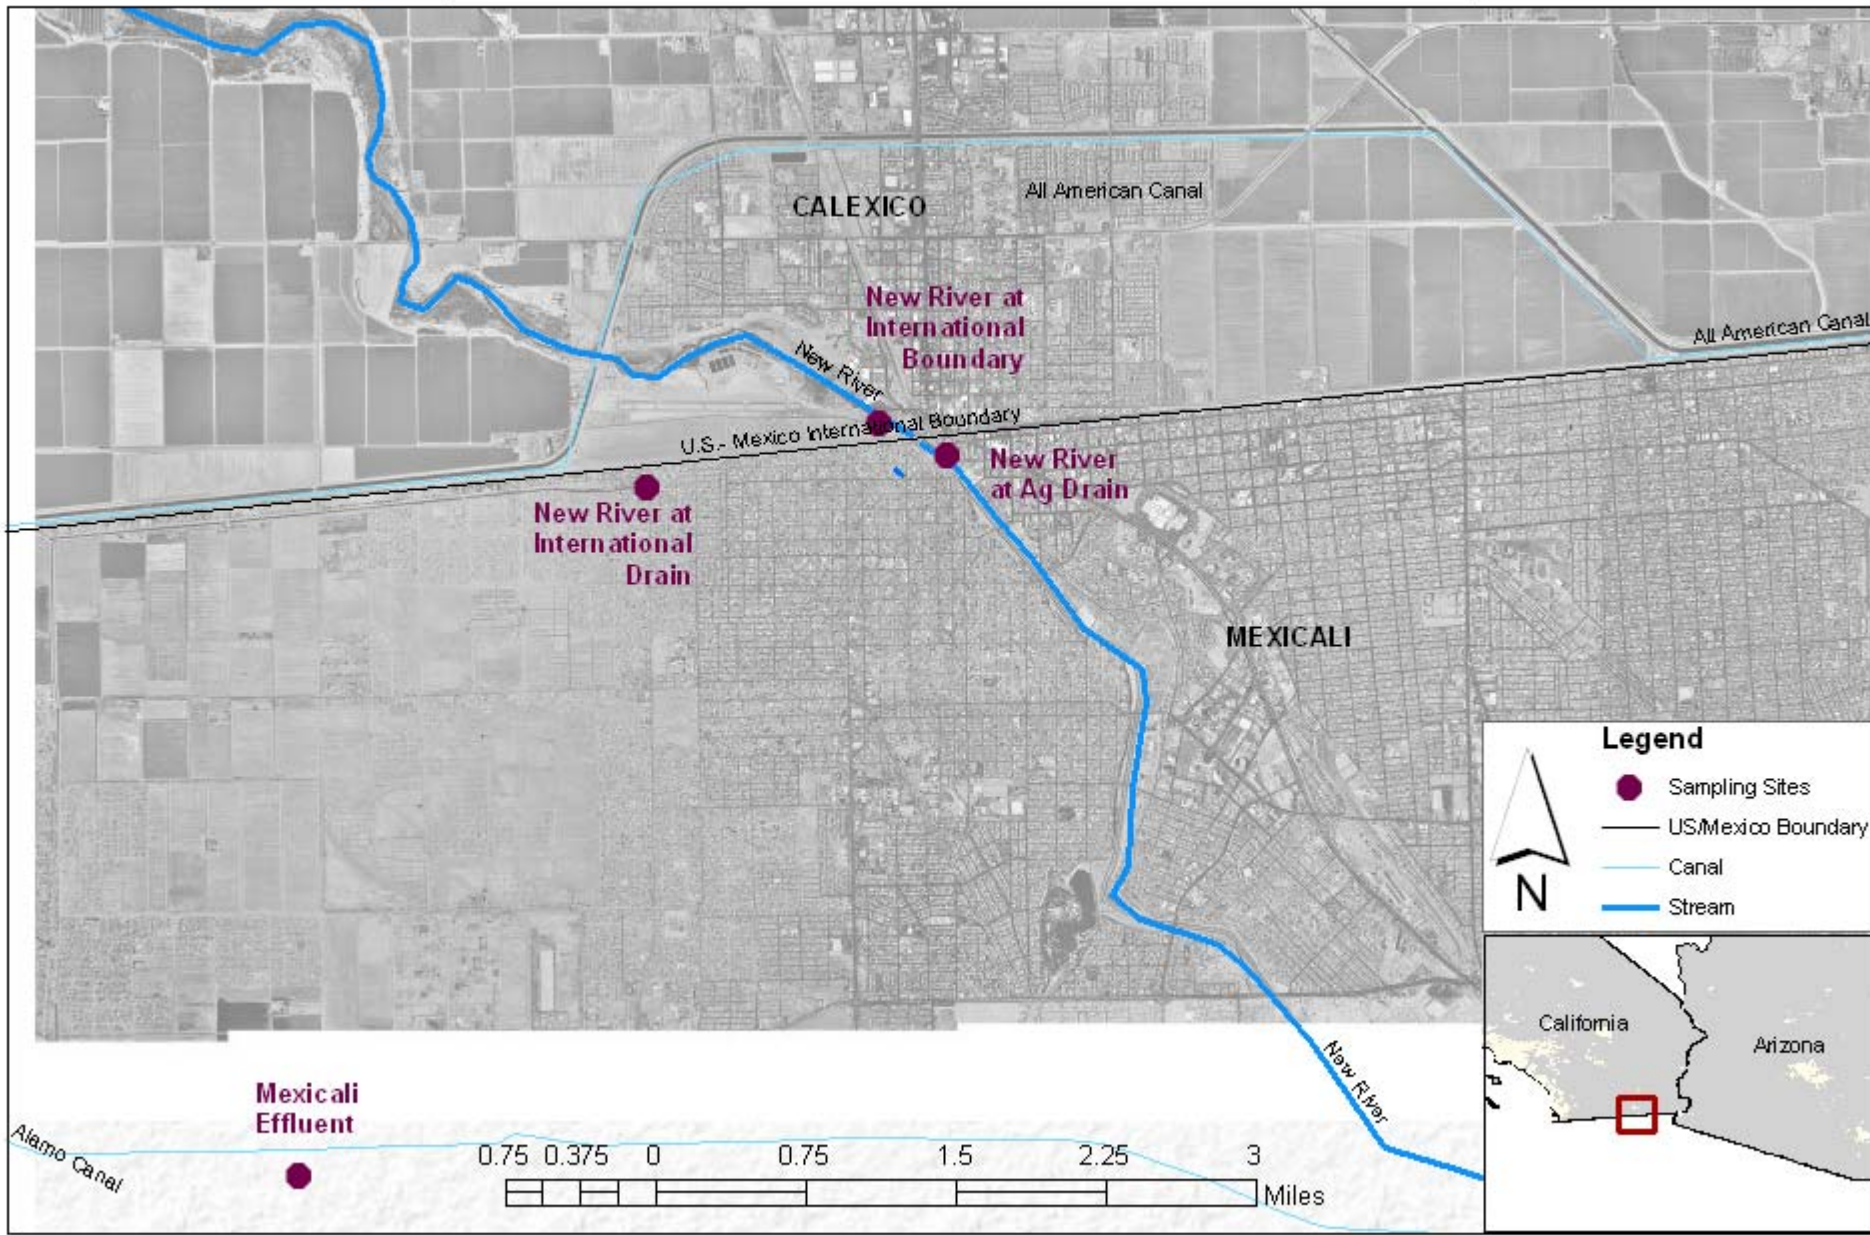 CALEXICO
All American Canal
New River at
International
Boundary
All American Canal
New River
U.S.- Mexico International Boundary
New River
at Ag Drain
New River at
International
Drain
MEXICALI
Legend
Sampling Sites
US/Mexico Boundary
Canal
Stream
N
California
Arizona
New River
Mexicali
Effluent
Alamo Canal
0.75 0.375 0 0.75 1.5 2.25 3
Miles